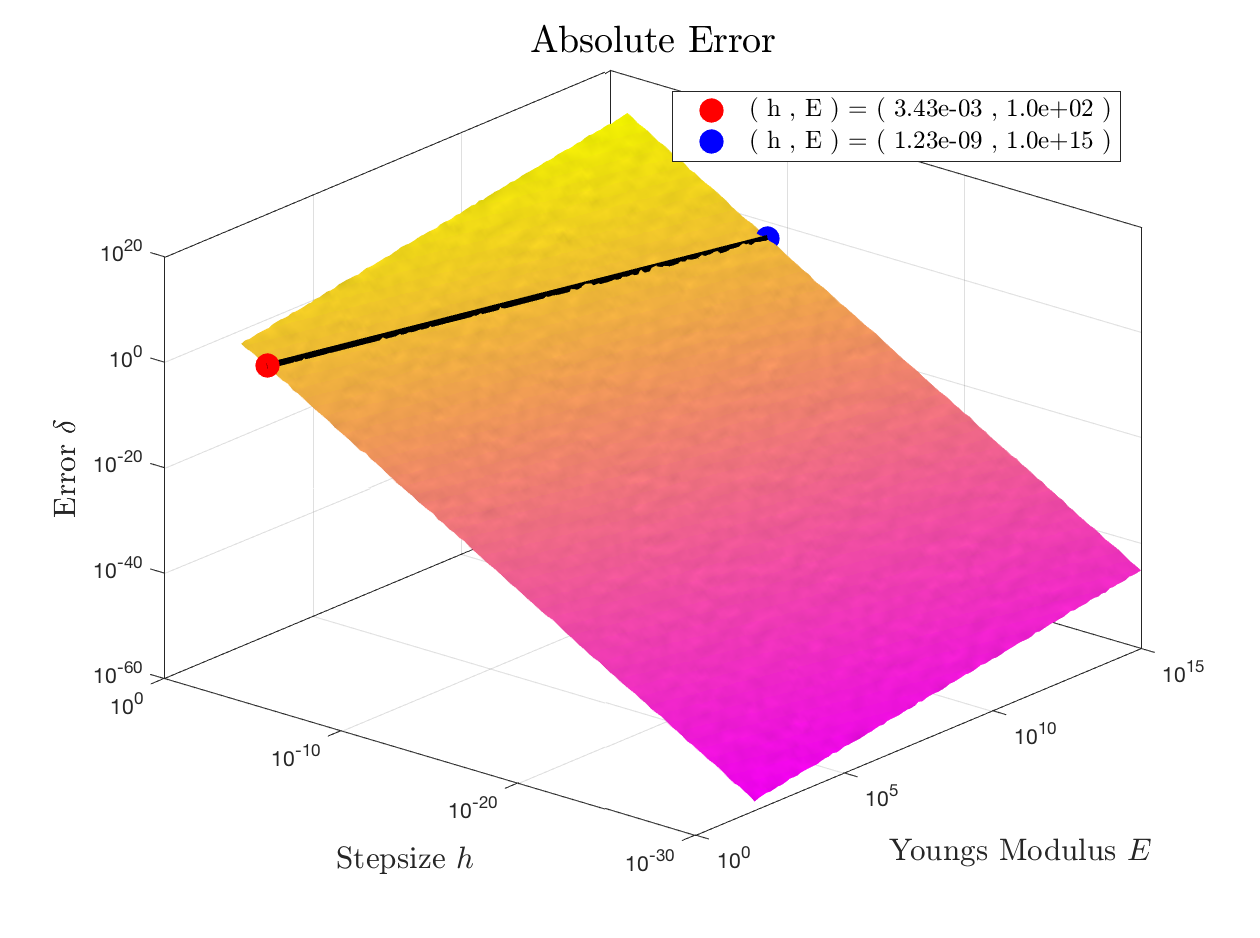 Absolute Error
( h , E ) = ( 3.43e-03 , 1.0e+02 )
( h , E ) = ( 1.23e-09 , 1.0e+15 )
10^20
10^0
10^-20
10^-40
10^-60
Error δ
10^0
10^-10
10^-20
10^-30
Stepsize h
10^0
10^5
10^10
10^15
Youngs Modulus E